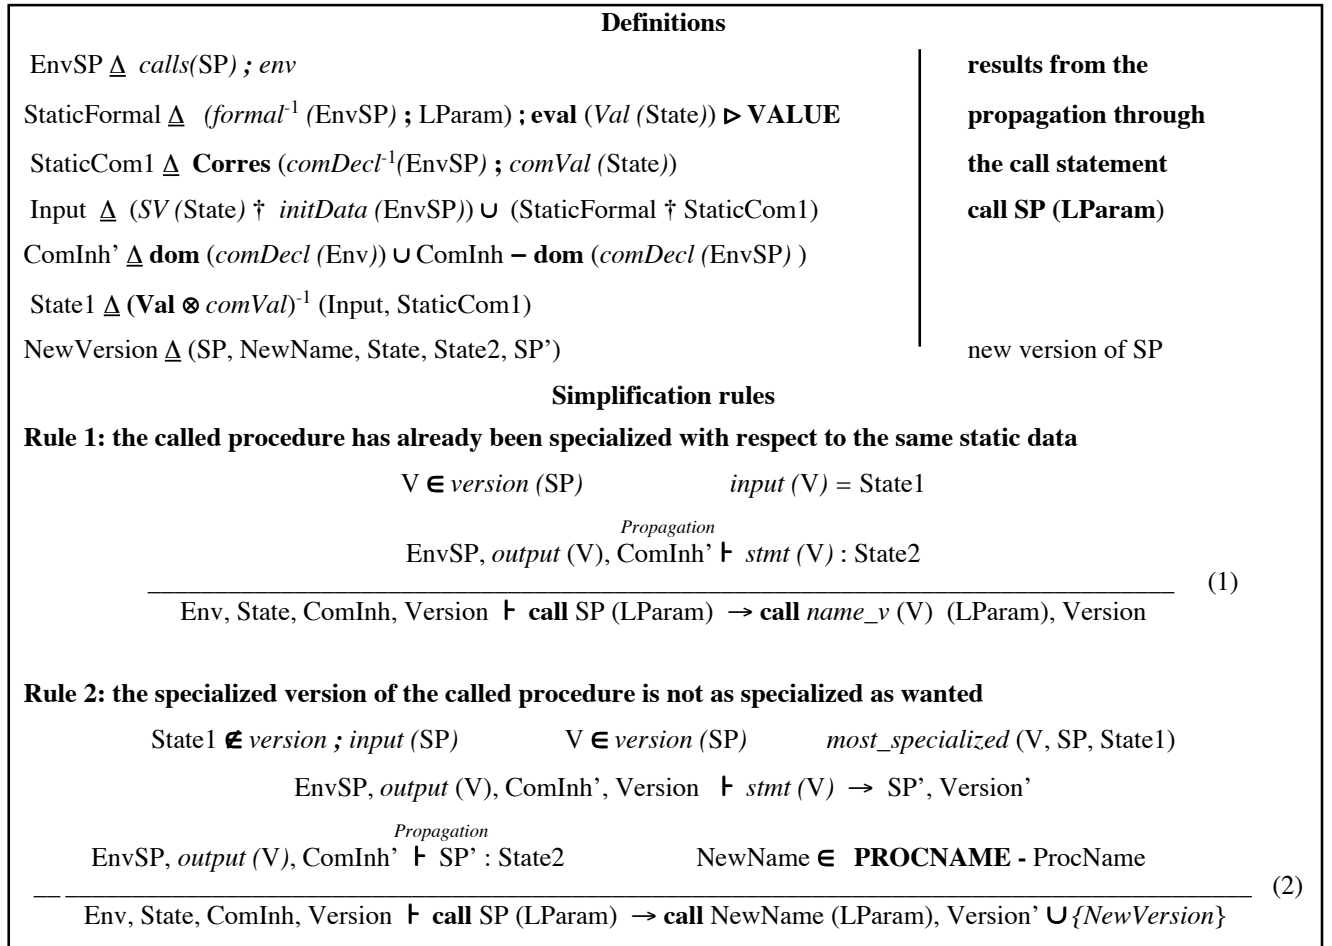 Definitions
EnvSP Δ calls(SP) ; env results from the
StaticFormal Δ (formal-1 (EnvSP) ; LParam) ; eval (Val (State)) ⊳ VALUE propagation through
StaticCom1 Δ Corres (comDecl-1(EnvSP) ; comVal (State)) the call statement
Input Δ (SV (State) † initData (EnvSP)) ∪ (StaticFormal † StaticCom1) call SP (LParam)
ComInh’ Δ dom (comDecl (Env)) ∪ ComInh – dom (comDecl (EnvSP) )
State1 Δ (Val ⊗ comVal)-1 (Input, StaticCom1)
NewVersion Δ (SP, NewName, State, State2, SP’) new version of SP
Simplification rules
Rule 1: the called procedure has already been specialized with respect to the same static data
V ∈ version (SP) input (V) = State1
Propagation
EnvSP, output (V), ComInh’ ⊢ stmt (V) : State2
(1)
Env, State, ComInh, Version ⊢ call SP (LParam) → call name_v (V) (LParam), Version
Rule 2: the specialized version of the called procedure is not as specialized as wanted
State1 ∉ version ; input (SP) V ∈ version (SP) most_specialized (V, SP, State1)
EnvSP, output (V), ComInh’, Version ⊢ stmt (V) → SP’, Version’
Propagation
EnvSP, output (V), ComInh’ ⊢ SP’ : State2 NewName ∈ PROCNAME - ProcName
(2)
Env, State, ComInh, Version ⊢ call SP (LParam) → call NewName (LParam), Version’ ∪ {NewVersion}